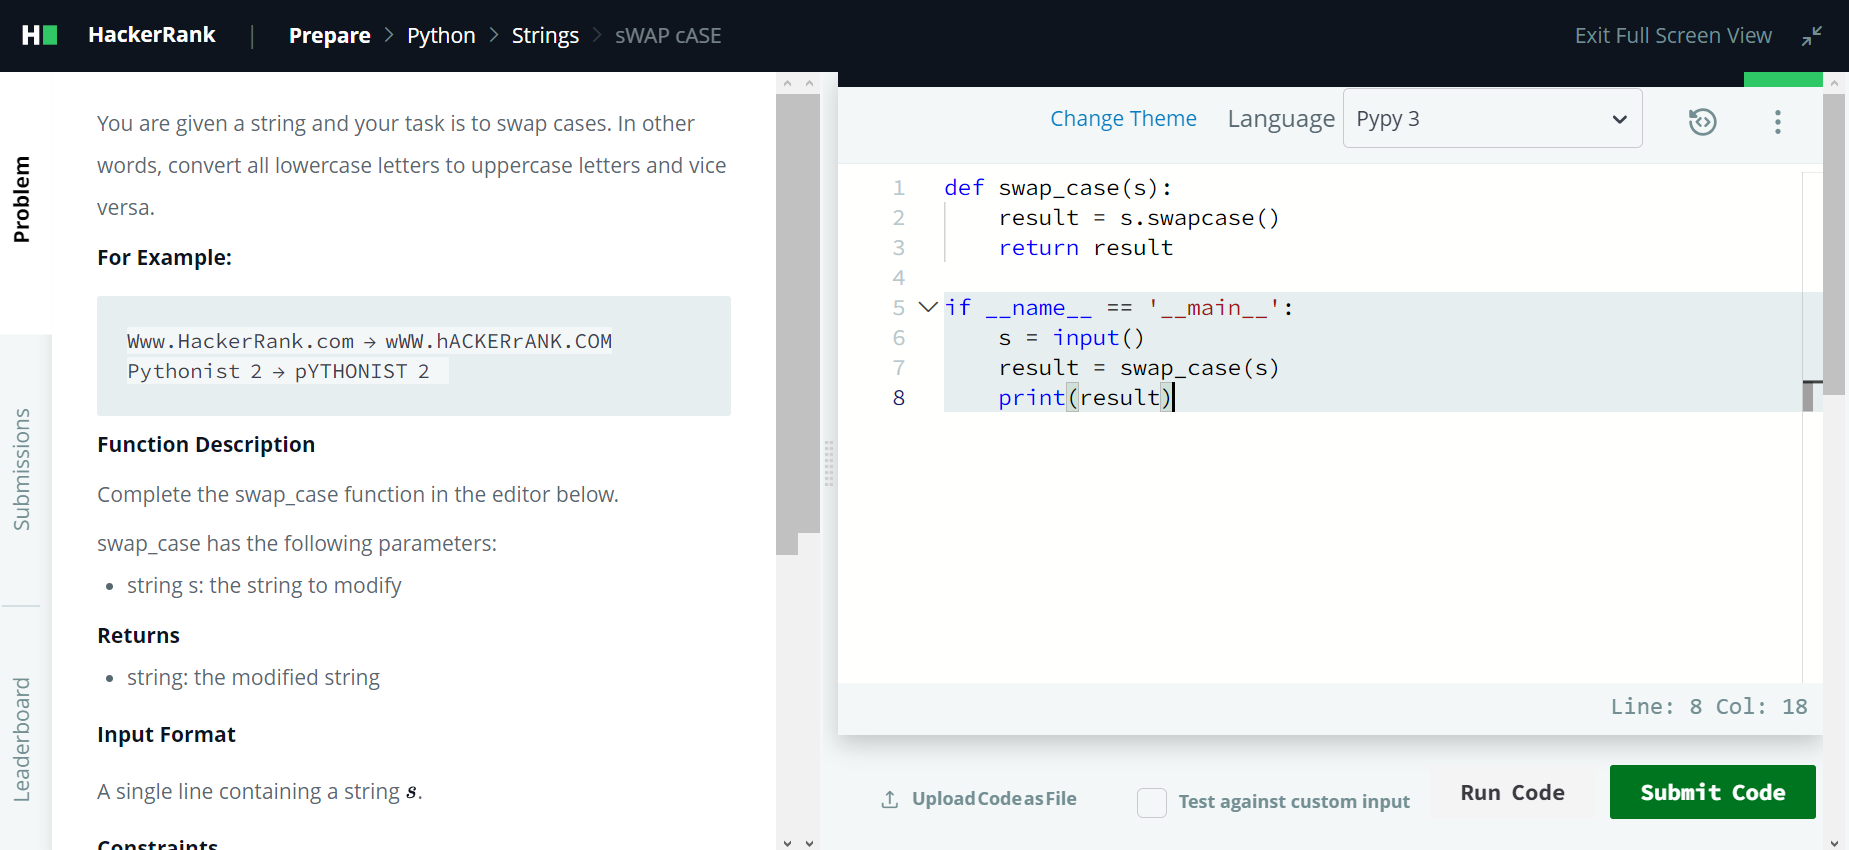 H HackerRank | Prepare > Python > Strings > sWAP cASE Exit Full Screen View
Problem
Submissions
Leaderboard
You are given a string and your task is to swap cases. In other
words, convert all lowercase letters to uppercase letters and vice
versa.
For Example:
Www.HackerRank.com → wWW.hACKERrANK.COM
Pythonist 2 → pYTHONIST 2
Function Description
Complete the swap_case function in the editor below.
swap_case has the following parameters:
• string s: the string to modify
Returns
• string: the modified string
Input Format
A single line containing a string s.
Constraints
Change Theme Language Pypy 3
1 def swap_case(s):
2     result = s.swapcase()
3     return result
4
5 if __name__ == '__main__':
6     s = input()
7     result = swap_case(s)
8     print(result)
Line: 8 Col: 18
Upload Code as File Test against custom input Run Code Submit Code